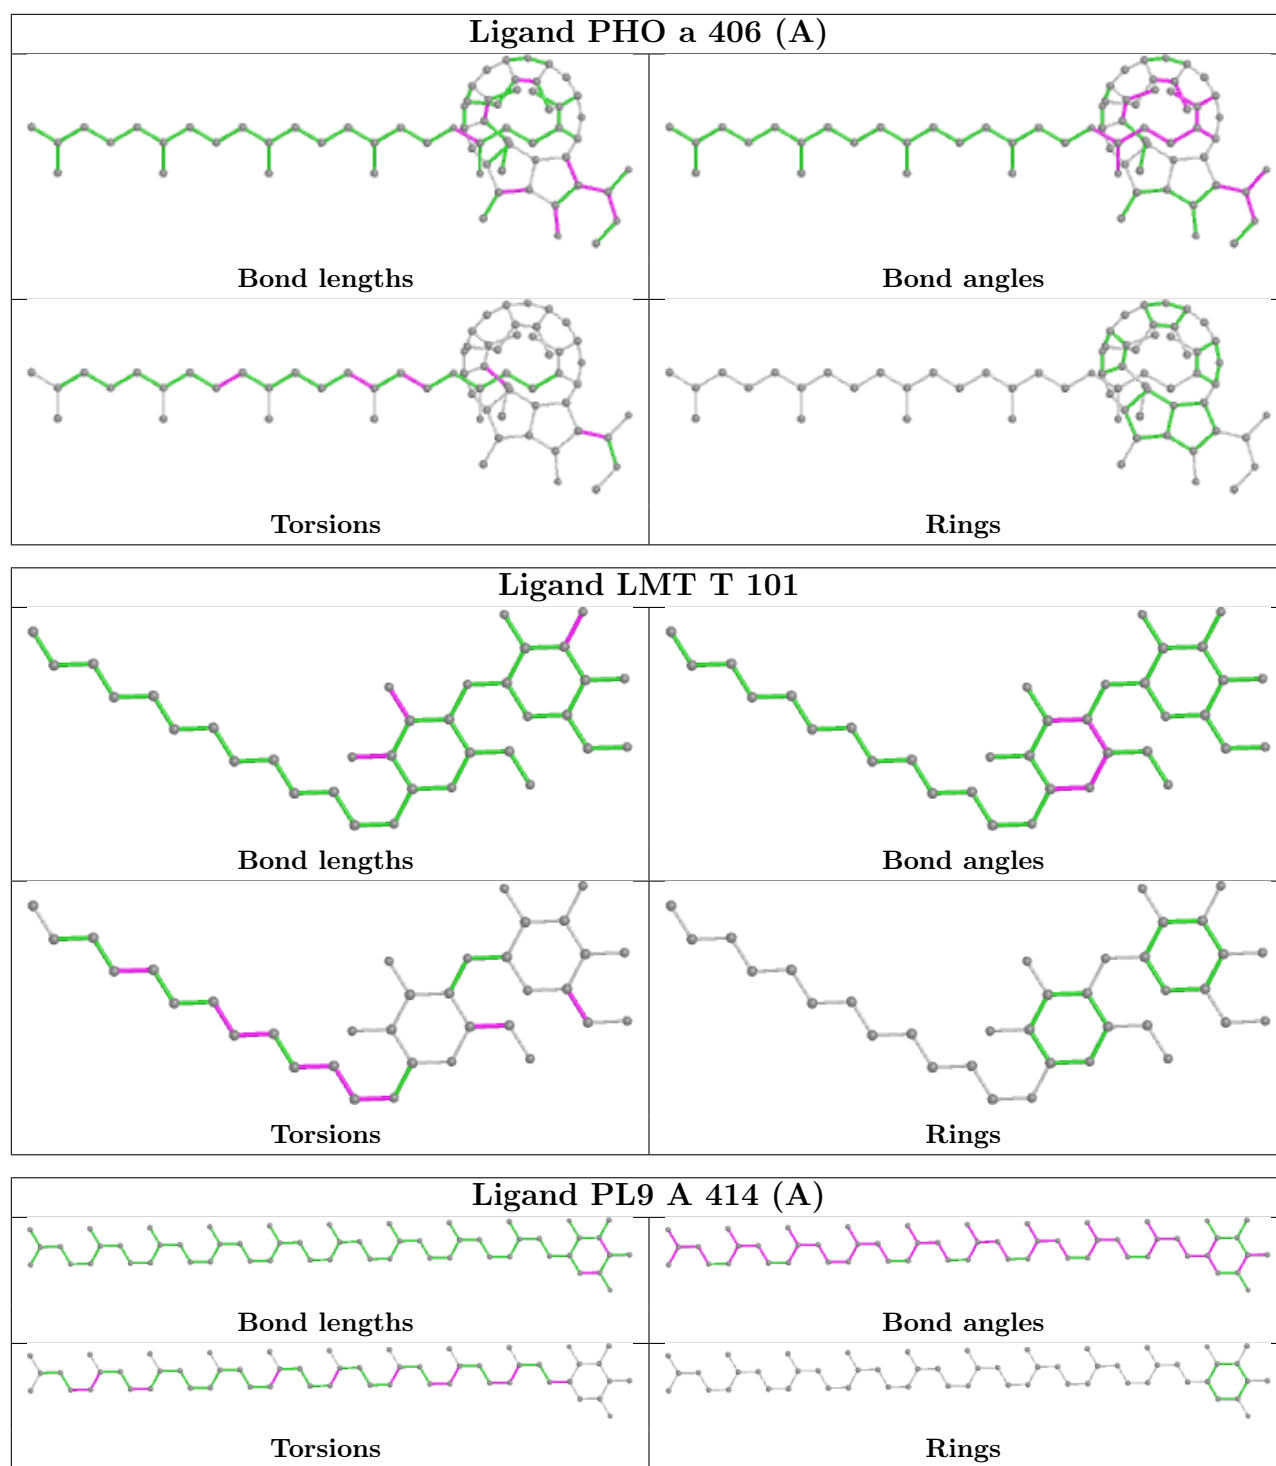 Ligand PHO a 406 (A)
Bond lengths
Bond angles
Torsions
Rings
Ligand LMT T 101
Bond lengths
Bond angles
Torsions
Rings
Ligand PL9 A 414 (A)
Bond lengths
Bond angles
Torsions
Rings